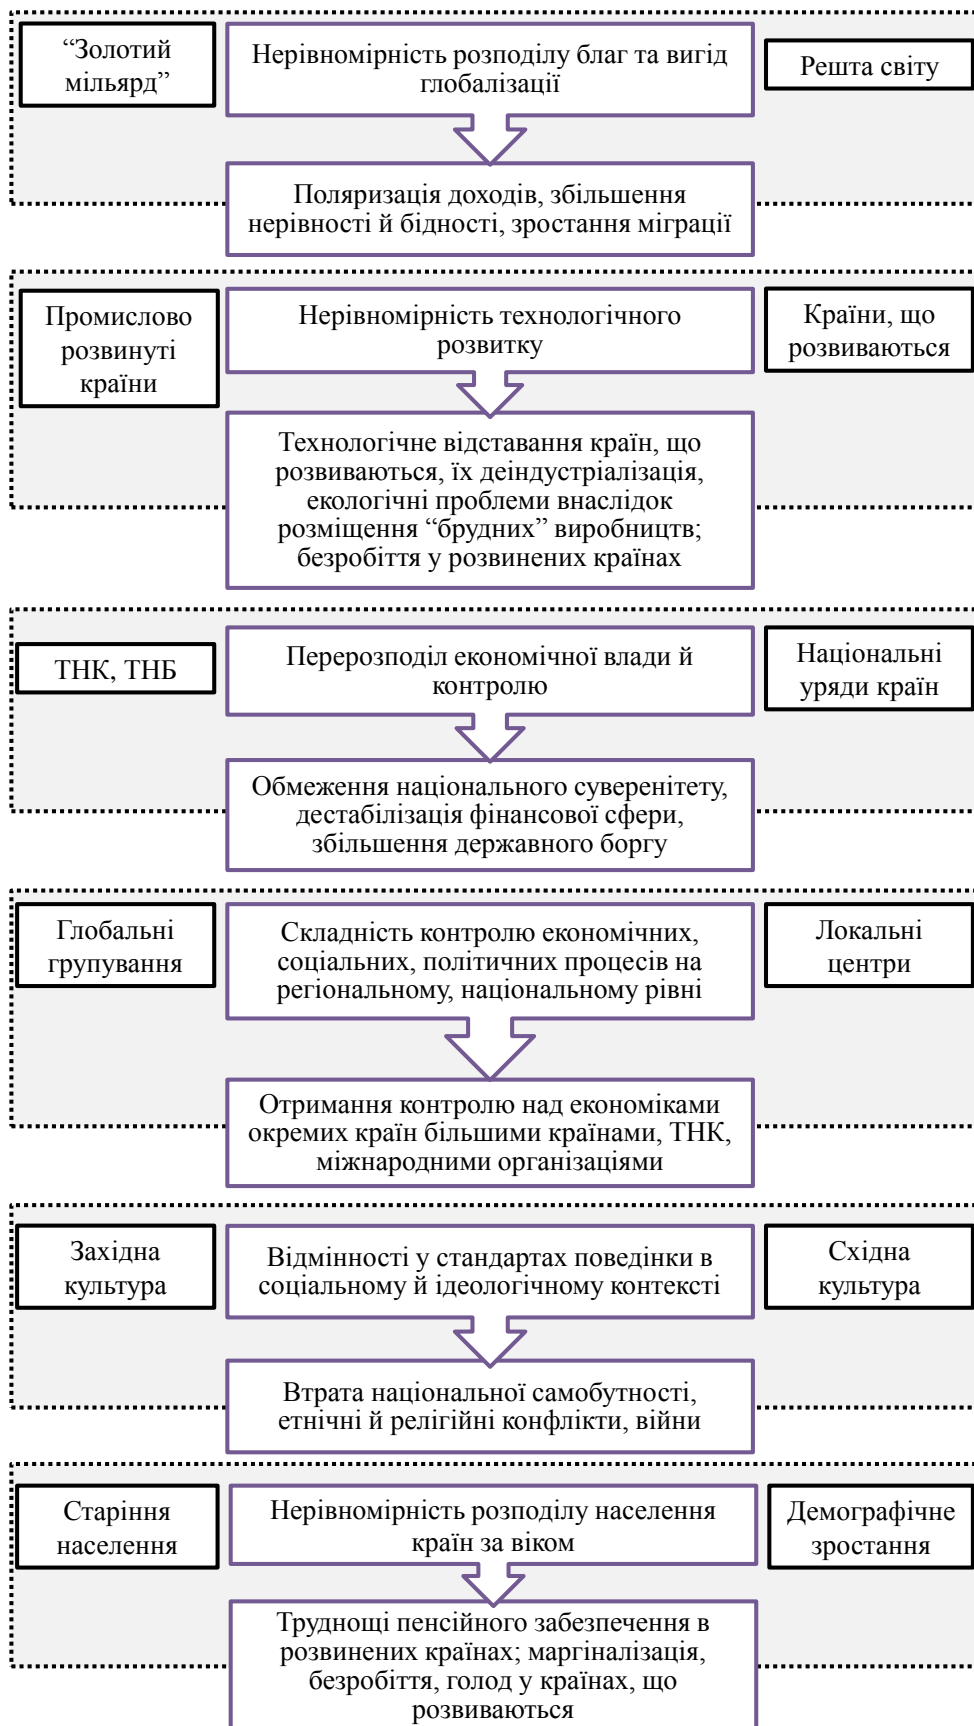 “Золотий
мільярд”
Нерівномірність розподілу благ та вигід
глобалізації
Решта світу
Поляризація доходів, збільшення
нерівності й бідності, зростання міграції
Промислово
розвинуті
країни
Нерівномірність технологічного
розвитку
Країни, що
розвиваються
Технологічне відставання країн, що
розвиваються, їх деіндустріалізація,
екологічні проблеми внаслідок
розміщення “брудних” виробництв;
безробіття у розвинених країнах
ТНК, ТНБ
Перерозподіл економічної влади й
контролю
Національні
уряди країн
Обмеження національного суверенітету,
дестабілізація фінансової сфери,
збільшення державного боргу
Глобальні
групування
Складність контролю економічних,
соціальних, політичних процесів на
регіональному, національному рівні
Локальні
центри
Отримання контролю над економіками
окремих країн більшими країнами, ТНК,
міжнародними організаціями
Західна
культура
Відмінності у стандартах поведінки в
соціальному й ідеологічному контексті
Східна
культура
Втрата національної самобутності,
етнічні й релігійні конфлікти, війни
Старіння
населення
Нерівномірність розподілу населення
країн за віком
Демографічне
зростання
Труднощі пенсійного забезпечення в
розвинених країнах; маргіналізація,
безробіття, голод у країнах, що
розвиваються